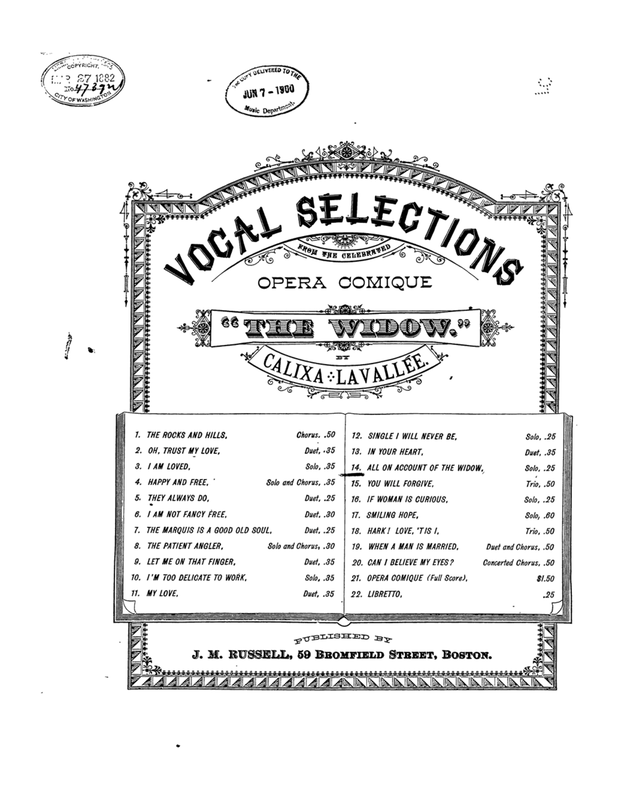 COPYRIGHT,
27 1882
No. 47397u
CITY OF WASHINGTON
COPY DELIVERED TO THE
JUN 7 - 1900
Music Department.
VOCAL SELECTIONS
FROM THE CELEBRATED
OPERA COMIQUE
"THE WIDOW."
BY
CALIXA LAVALLÉE.
1. THE ROCKS AND HILLS, Chorus, .50
2. OH, TRUST MY LOVE, Duet, .35
3. I AM LOVED, Solo, .35
4. HAPPY AND FREE, Solo and Chorus, .35
5. THEY ALWAYS DO, Duet, .25
6. I AM NOT FANCY FREE, Duet, .30
7. THE MARQUIS IS A GOOD OLD SOUL, Duet, .25
8. THE PATIENT ANGLER, Solo and Chorus, .30
9. LET ME ON THAT FINGER, Duet, .35
10. I'M TOO DELICATE TO WORK, Solo, .35
11. MY LOVE, Duet, .35
12. SINGLE I WILL NEVER BE, Solo, .25
13. IN YOUR HEART, Duet, .35
14. ALL ON ACCOUNT OF THE WIDOW, Solo, .25
15. YOU WILL FORGIVE, Trio, .50
16. IF WOMAN IS CURIOUS, Solo, .25
17. SMILING HOPE, Solo, .60
18. HARK! LOVE, 'TIS I, Trio, .50
19. WHEN A MAN IS MARRIED, Duet and Chorus, .50
20. CAN I BELIEVE MY EYES? Concerted Chorus, .50
21. OPERA COMIQUE (Full Score), $1.50
22. LIBRETTO, .25
PUBLISHED BY
J. M. RUSSELL, 59 BROMFIELD STREET, BOSTON.